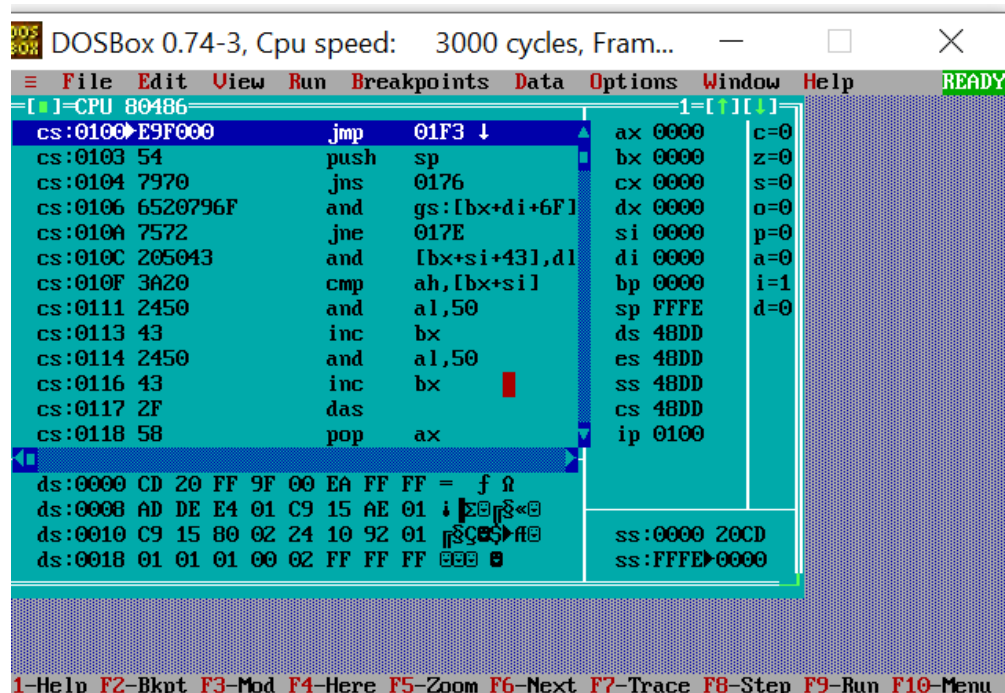 DOSBox 0.74-3, Cpu speed: 3000 cycles, Fram...
≡ File Edit View Run Breakpoints Data Options Window Help READY
=[■]=CPU 80486 1=[↑][↓]=
cs:0100►E9F000 jmp 01F3 ↓ ax 0000 c=0
cs:0103 54 push sp bx 0000 z=0
cs:0104 7970 jns 0176 cx 0000 s=0
cs:0106 6520796F and gs:[bx+di+6F] dx 0000 o=0
cs:010A 7572 jne 017E si 0000 p=0
cs:010C 205043 and [bx+si+43],dl di 0000 a=0
cs:010F 3A20 cmp ah,[bx+si] bp 0000 i=1
cs:0111 2450 and al,50 sp FFFE d=0
cs:0113 43 inc bx ds 48DD
cs:0114 2450 and al,50 es 48DD
cs:0116 43 inc bx ss 48DD
cs:0117 2F das cs 48DD
cs:0118 58 pop ax ip 0100
ds:0000 CD 20 FF 9F 00 EA FF FF = ƒ Ω
ds:0008 AD DE E4 01 C9 15 AE 01 ¡▐Σ☺╔§«☺
ds:0010 C9 15 80 02 24 10 92 01 ╔§Ç☻$►Æ☺ ss:0000 20CD
ds:0018 01 01 01 00 02 FF FF FF ☺☺☺ ☻ ss:FFFE►0000
1-Help F2-Bkpt F3-Mod F4-Here F5-Zoom F6-Next F7-Trace F8-Step F9-Run F10-Menu